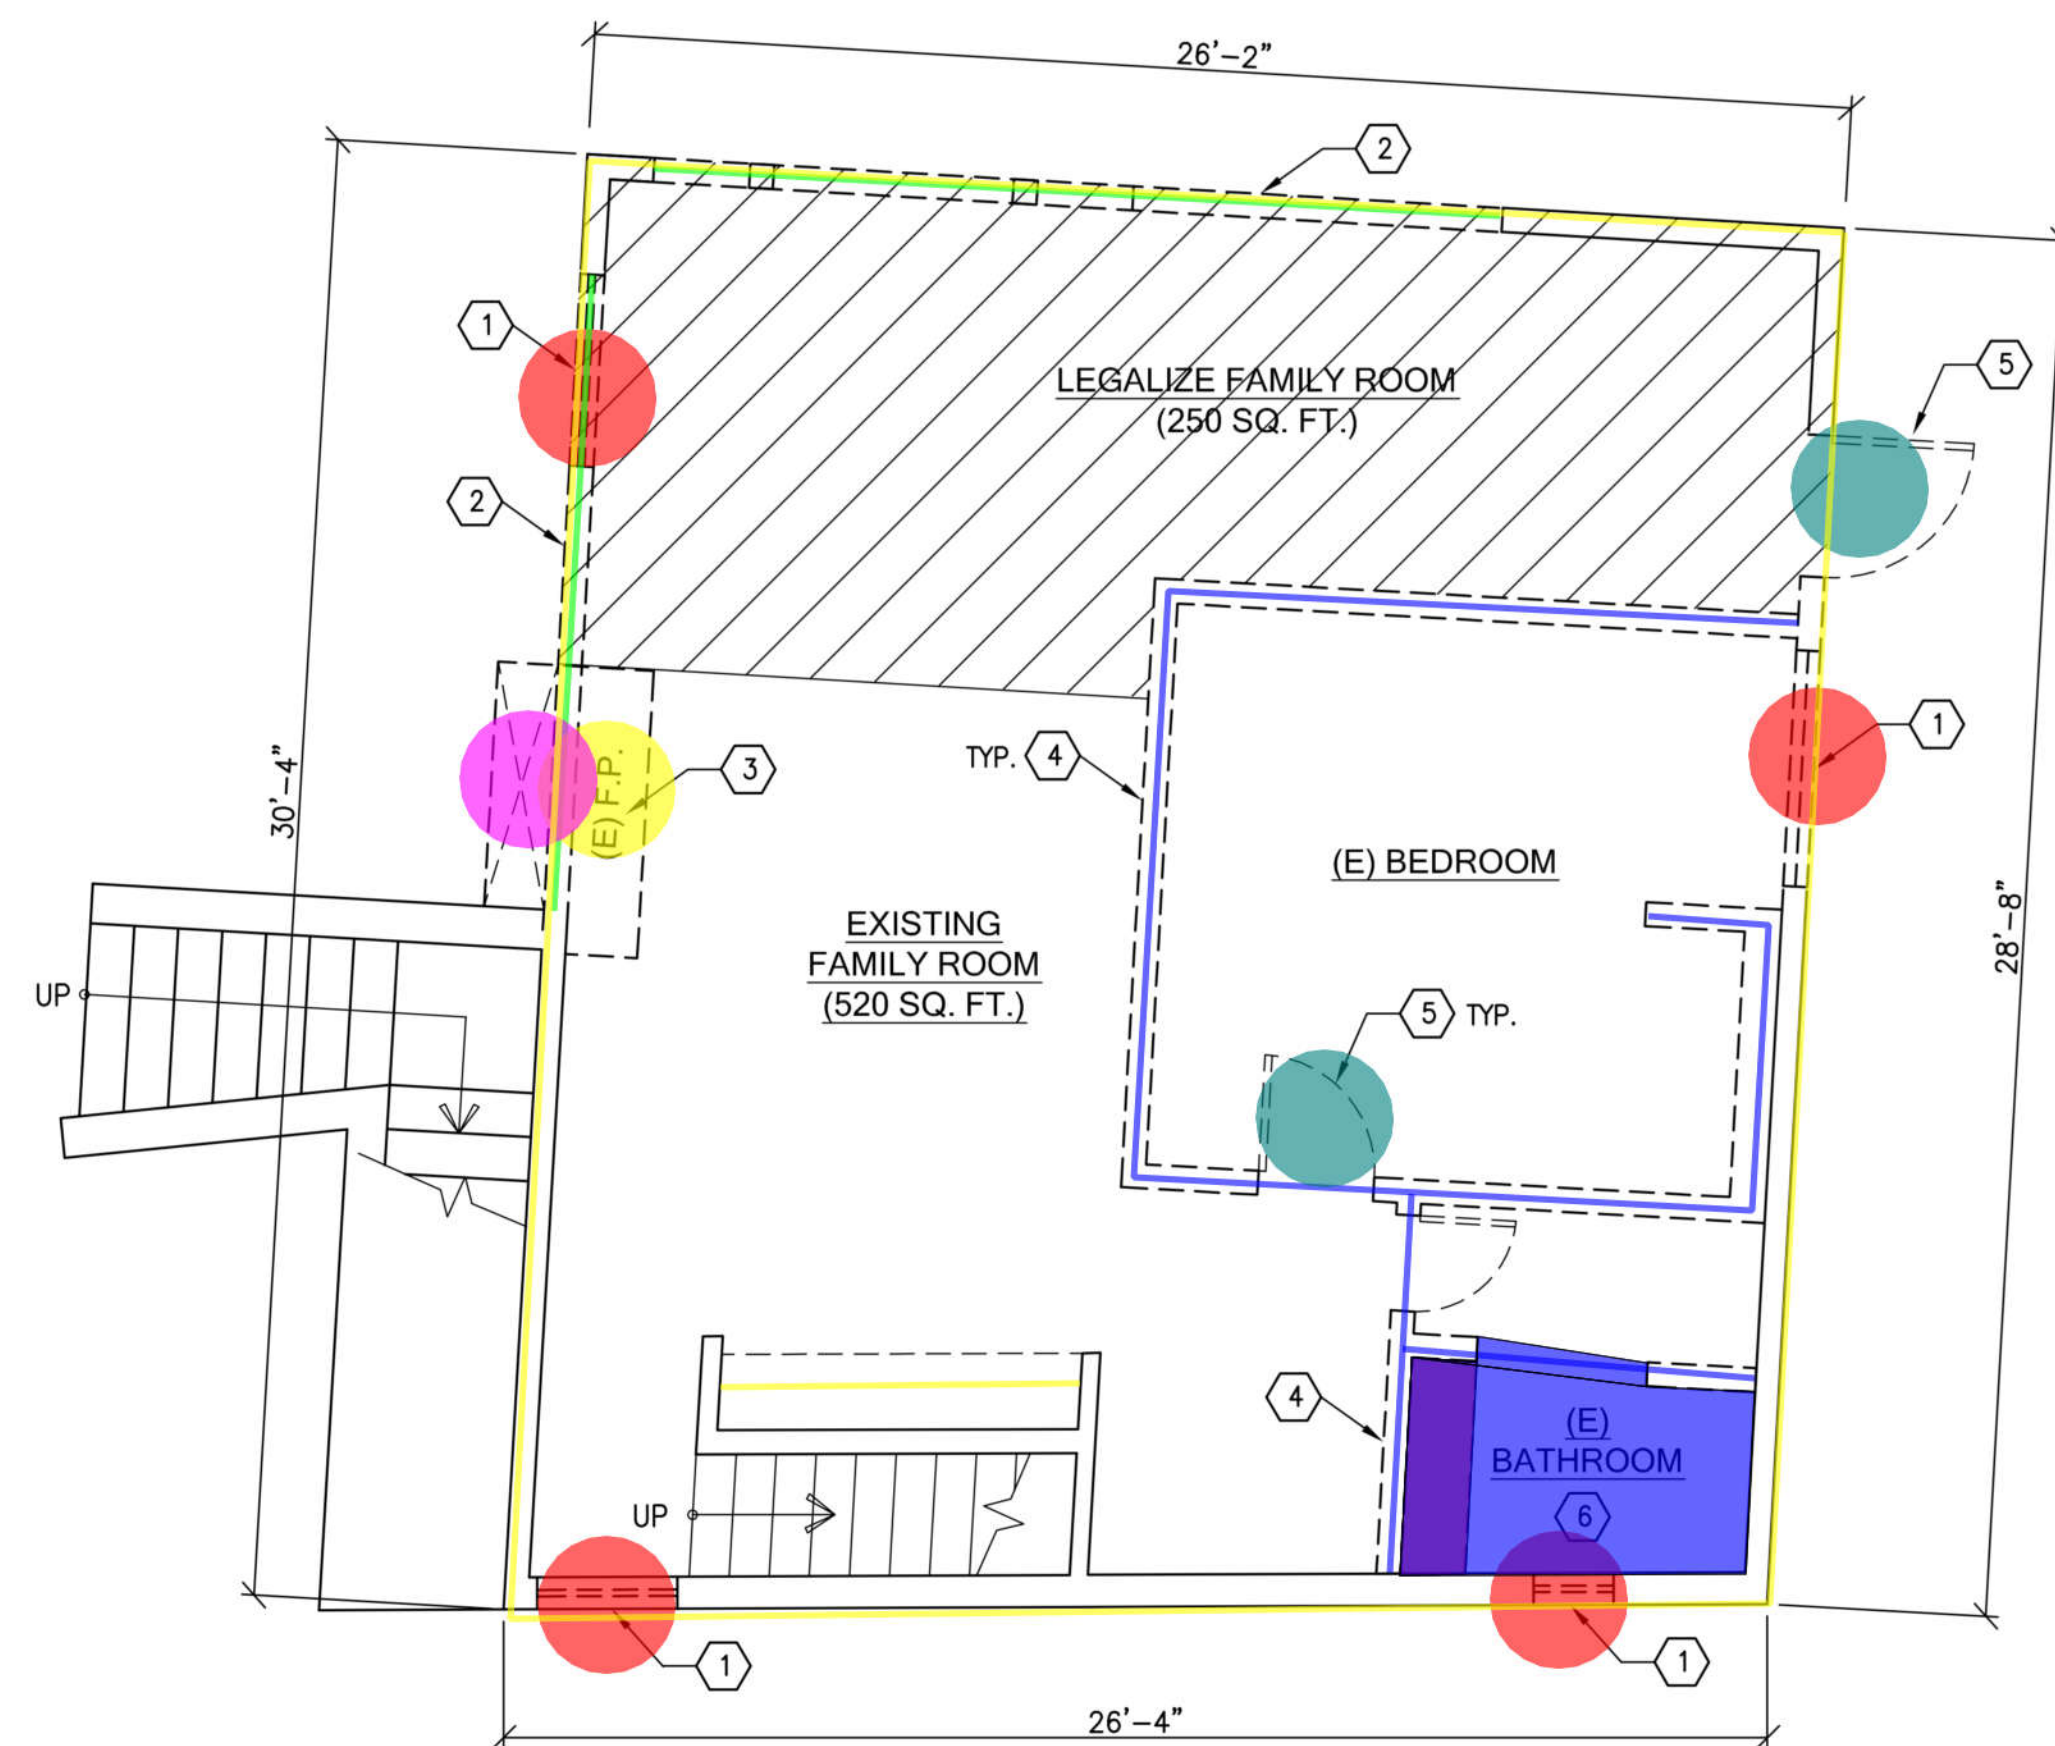 26'-2"
2
1
5
LEGALIZE FAMILY ROOM
(250 SQ. FT.)
2
1
30'-4"
(E) F.P.
3
TYP. 4
(E) BEDROOM
EXISTING
FAMILY ROOM
(520 SQ. FT.)
28'-8"
UP
5 TYP.
4
(E)
BATHROOM
6
UP
1
1
26'-4"